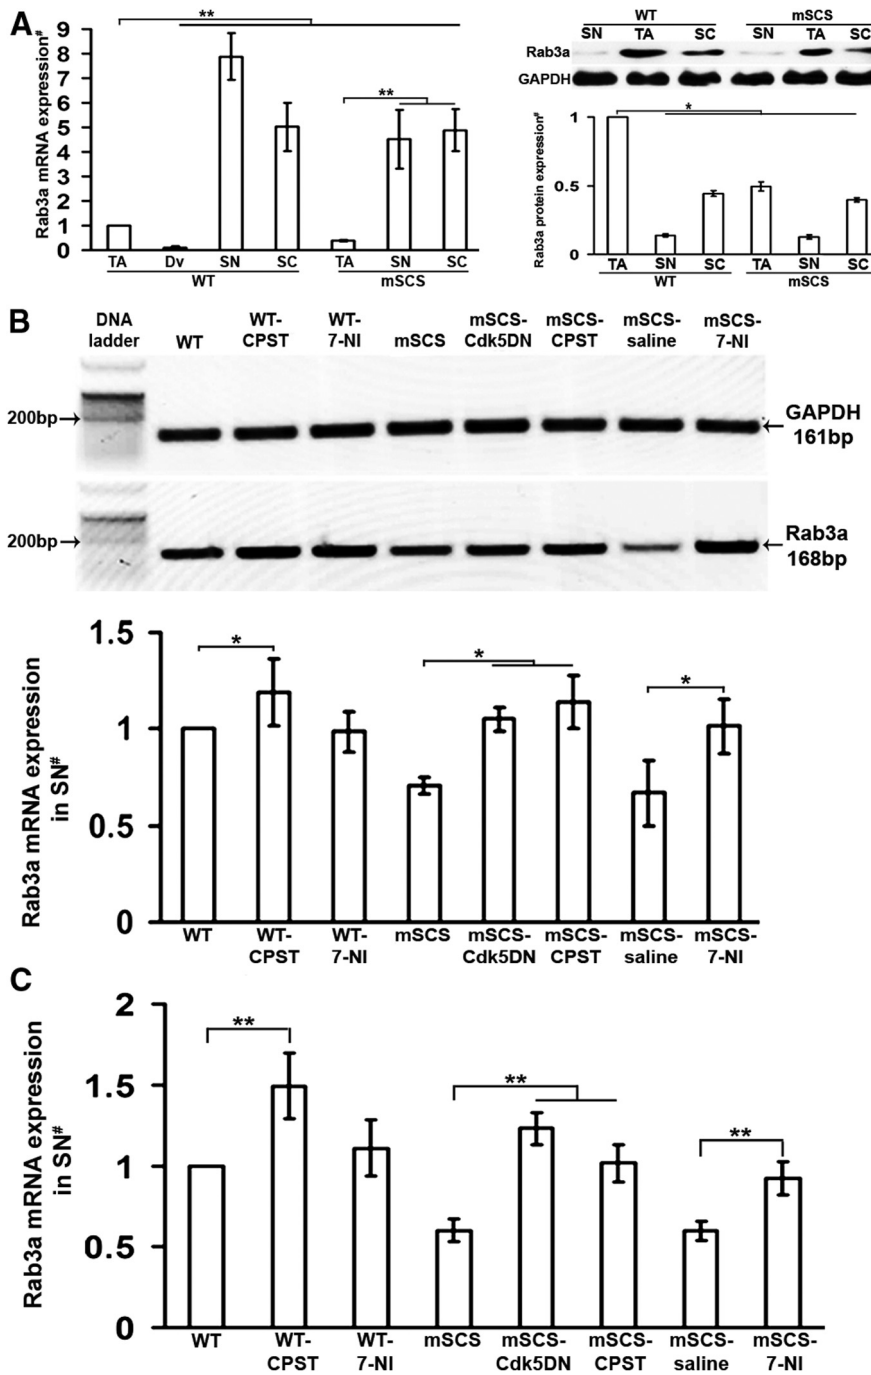 A
Rab3a mRNA expression#
9
8
7
6
5
4
3
2
1
0
**
**
TA Dv SN SC TA SN SC
WT mSCS
WT mSCS
SN TA SC SN TA SC
Rab3a
GAPDH
Rab3a protein expression#
1
0.5
0
*
TA SN SC TA SN SC
WT mSCS
B
DNA ladder
WT
WT-CPST
WT-7-NI
mSCS
mSCS-Cdk5DN
mSCS-CPST
mSCS-saline
mSCS-7-NI
200bp
GAPDH
161bp
200bp
Rab3a
168bp
Rab3a mRNA expression
in SN#
1.5
1
0.5
0
*
*
*
WT WT- WT- mSCS mSCS- mSCS- mSCS- mSCS-
CPST 7-NI Cdk5DN CPST saline 7-NI
C
Rab3a mRNA expression
in SN#
2
1.5
1
0.5
0
**
**
**
WT WT- WT- mSCS mSCS- mSCS- mSCS- mSCS-
CPST 7-NI Cdk5DN CPST saline 7-NI